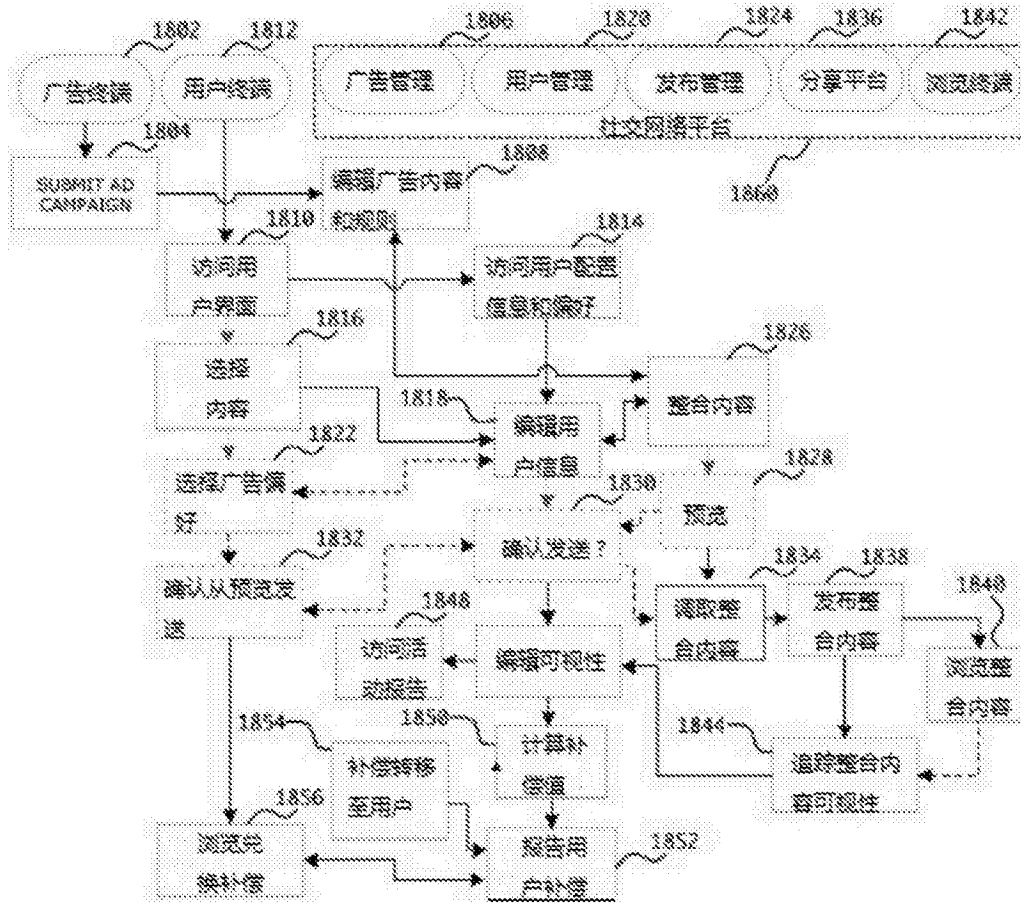 1802
1812
1806
1820
1824
1836
1842
广告终端
用户终端
广告管理
用户管理
发布管理
分享平台
浏览终端
社交网络平台
1804
1860
SUBMIT AD
CAMPAIGN
1808
编辑广告内容
和规则
1810
访问用
户界面
1814
访问用户配置
信息和偏好
1816
选择
内容
1826
整合内容
1818
编辑用
户信息
1822
选择广告偏
好
1828
预览
1830
确认发送?
1832
确认从预览发
送
1834
调取整
合内容
1838
发布整
合内容
1840
浏览整
合内容
1848
访问活
动报告
编辑可视性
1844
追踪整合内
容可视性
1850
计算补
偿值
1854
补偿转移
至用户
1856
浏览兑
换补偿
1852
报告用
户补偿